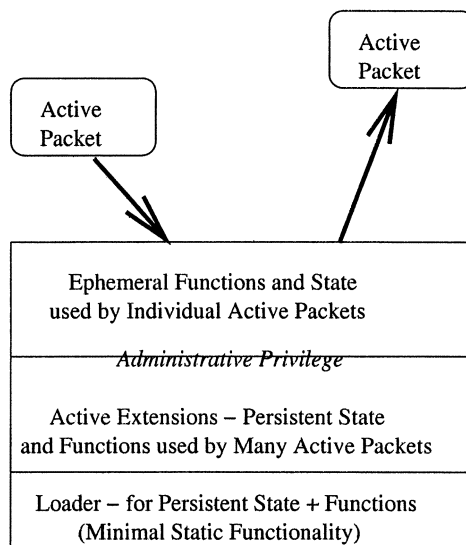 Active
Packet
Active
Packet
Ephemeral Functions and State
used by Individual Active Packets
Administrative Privilege
Active Extensions – Persistent State
and Functions used by Many Active Packets
Loader – for Persistent State + Functions
(Minimal Static Functionality)